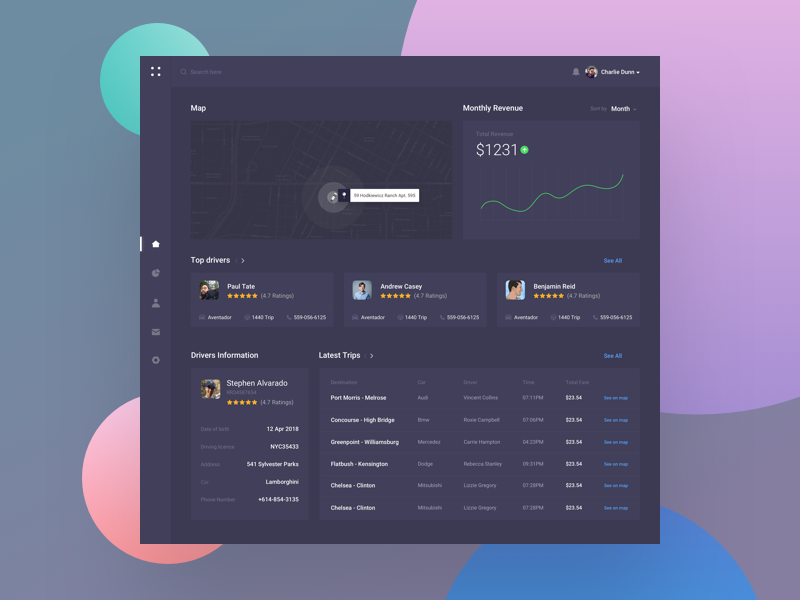 Search here
Charlie Dunn
Map
Monthly Revenue
Sort by
Month
Total Revenue
$1231
59 Hodkiewicz Ranch Apt. 595
Top drivers
See All
Paul Tate
(4.7 Ratings)
Aventador
1440 Trip
559-056-6125
Andrew Casey
(4.7 Ratings)
Aventador
1440 Trip
559-056-6125
Benjamin Reid
(4.7 Ratings)
Aventador
1440 Trip
559-056-6125
Drivers Information
Stephen Alvarado
(4.7 Ratings)
Date of birth 12 Apr 2018
Driving licence NYC35433
Address 541 Sylvester Parks
Car Lamborghini
Phone Number +614-854-3135
Latest Trips
See All
Destination Car Driver Time Total Fare
Port Morris - Melrose Audi Vincent Collins 07:11PM $23.54 See on map
Concourse - High Bridge Bmw Rosie Campbell 07:06PM $23.54 See on map
Greenpoint - Williamsburg Mercedez Carrie Hampton 04:23PM $23.54 See on map
Flatbush - Kensington Dodge Rebecca Stanley 09:31PM $23.54 See on map
Chelsea - Clinton Mitsubishi Lizzie Gregory 07:28PM $23.54 See on map
Chelsea - Clinton Mitsubishi Lizzie Gregory 07:28PM $23.54 See on map